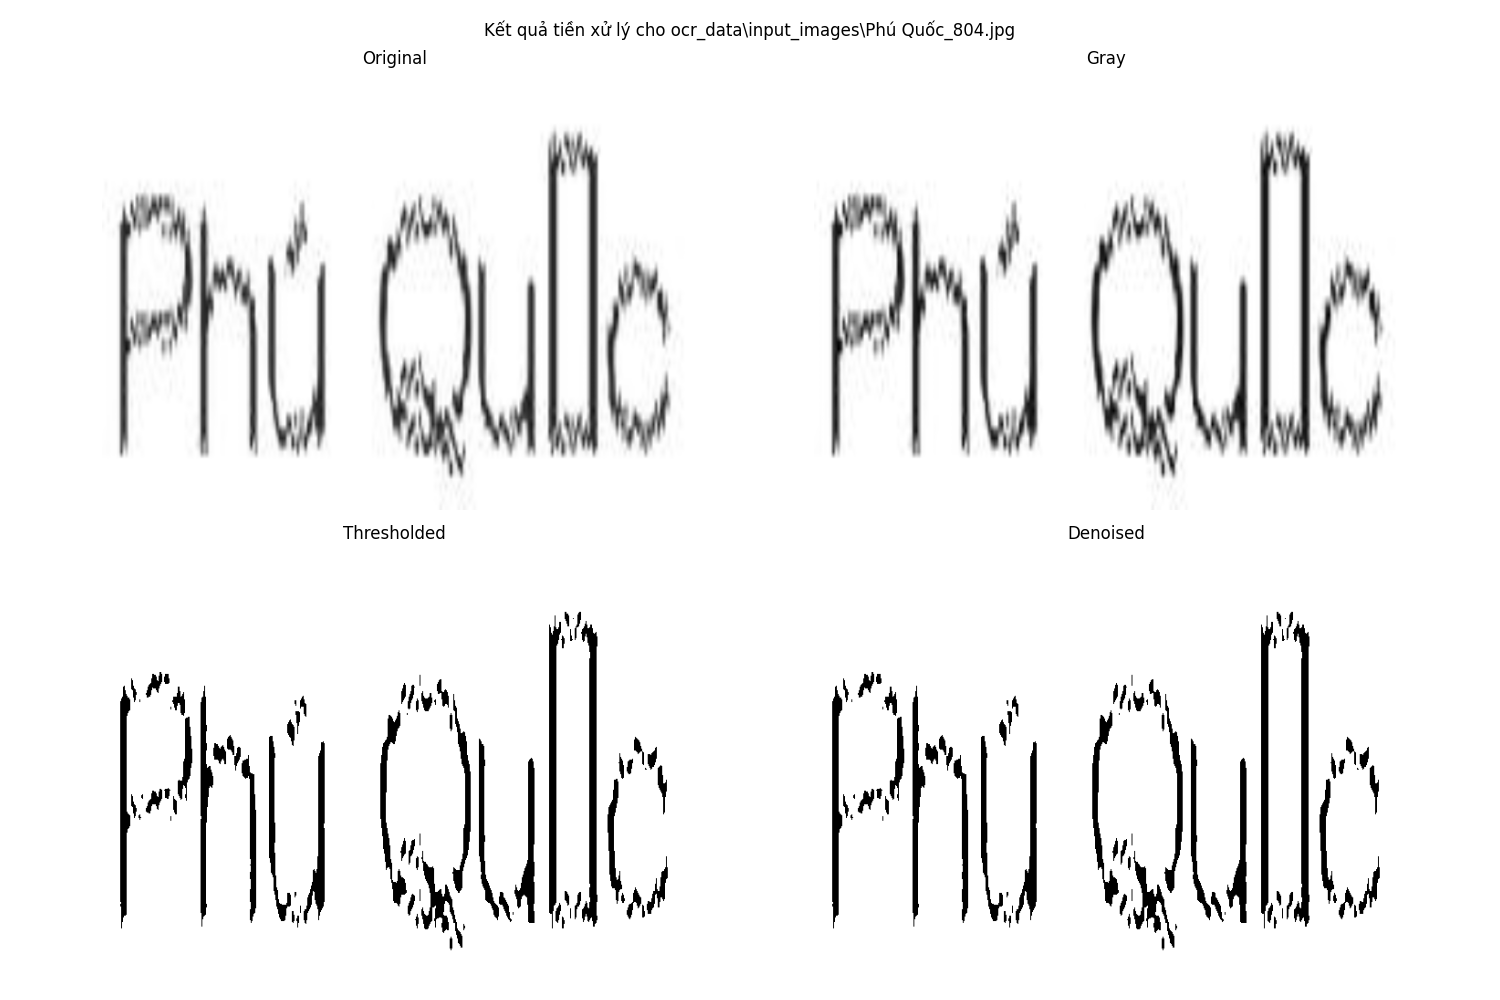 Kết quả tiền xử lý cho ocr_data\input_images\Phú Quốc_804.jpg
Original Gray
Phú Qu▯c Phú Qu▯c
Thresholded Denoised
Phú Qu▯c Phú Qu▯c